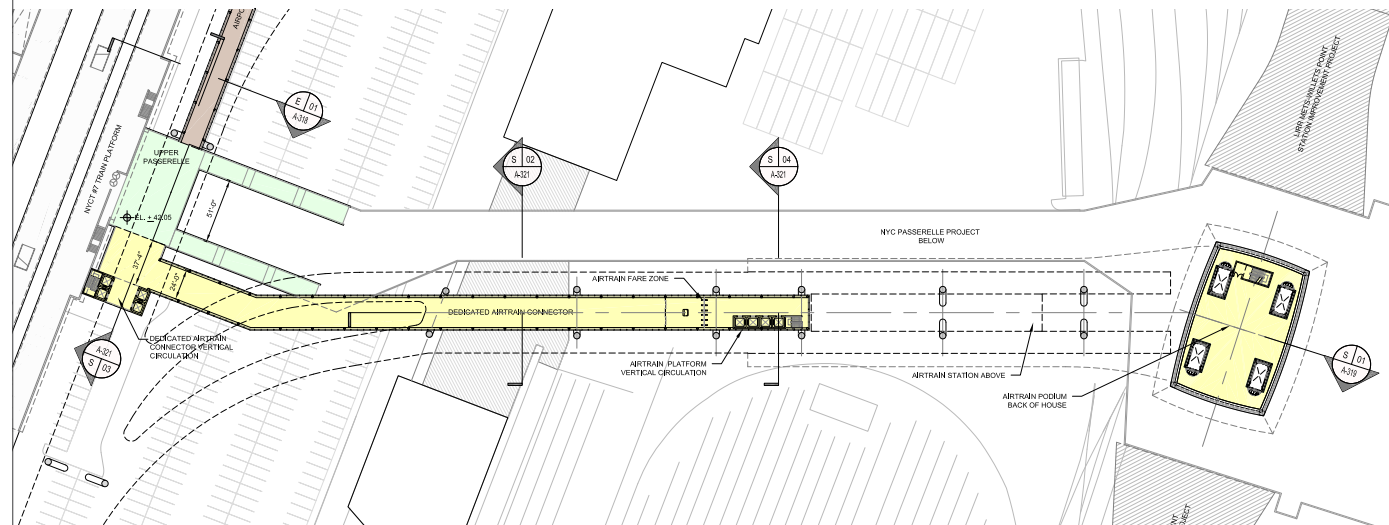 AIRPO
E 01
A-318
NYCT #7 TRAIN PLATFORM
UPPER
PASSERELLE
51'-0"
EL. + 42.05
37'-4"
24'-0"
S 02
A-321
S 04
A-321
LIRR METS-WILLETS POINT
STATION IMPROVEMENT PROJECT
NYC PASSERELLE PROJECT
BELOW
AIRTRAIN FARE ZONE
DEDICATED AIRTRAIN CONNECTOR
DEDICATED AIRTRAIN
CONNECTOR VERTICAL
CIRCULATION
A-321
S 03
AIRTRAIN PLATFORM
VERTICAL CIRCULATION
AIRTRAIN STATION ABOVE
AIRTRAIN PODIUM
BACK OF HOUSE
S 01
A-319
NT
OJECT